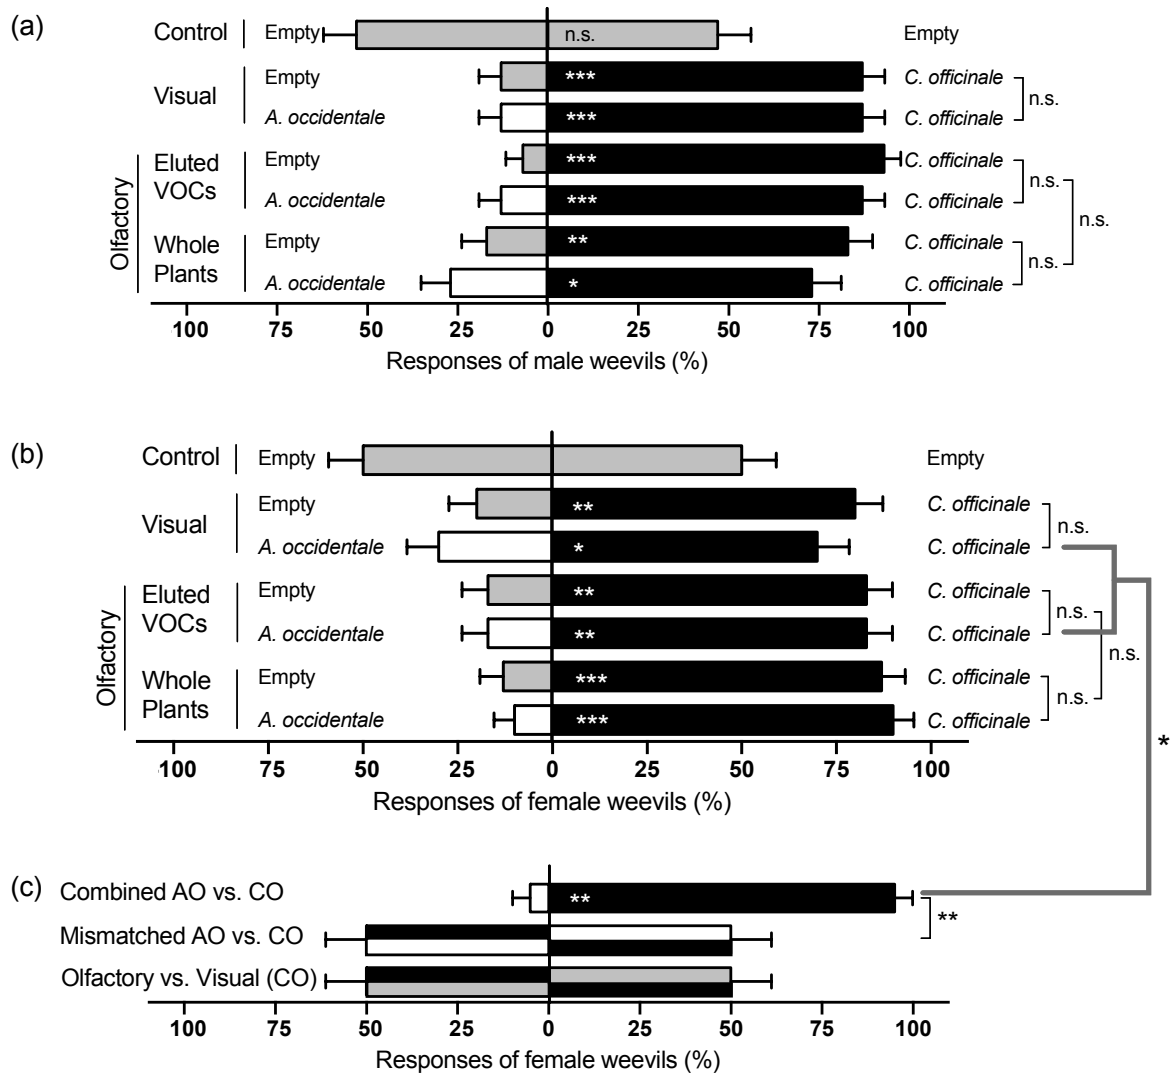 (a)
Control Empty n.s. Empty
Visual
Empty *** C. officinale
n.s.
A. occidentale *** C. officinale
Olfactory
Eluted VOCs
Empty *** C. officinale
n.s.
A. occidentale *** C. officinale
n.s.
Whole Plants
Empty ** C. officinale
n.s.
A. occidentale * C. officinale
100 75 50 25 0 25 50 75 100
Responses of male weevils (%)
(b)
Control Empty Empty
Visual
Empty ** C. officinale
n.s.
A. occidentale * C. officinale
Olfactory
Eluted VOCs
Empty ** C. officinale
n.s.
A. occidentale ** C. officinale
n.s.
Whole Plants
Empty *** C. officinale
n.s.
A. occidentale *** C. officinale
*
100 75 50 25 0 25 50 75 100
Responses of female weevils (%)
(c)
Combined AO vs. CO **
**
Mismatched AO vs. CO
Olfactory vs. Visual (CO)
100 75 50 25 0 25 50 75 100
Responses of female weevils (%)